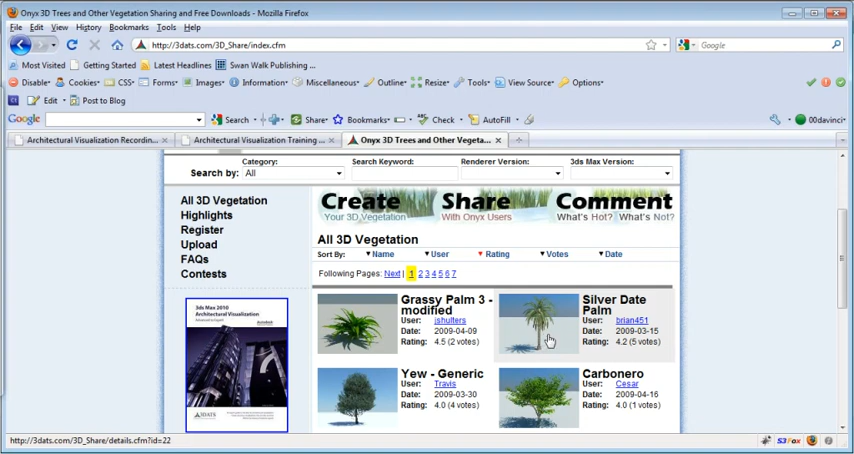 Onyx 3D Trees and Other Vegetation Sharing and Free Downloads - Mozilla Firefox
File Edit View History Bookmarks Tools Help
http://3dats.com/3D_Share/index.cfm
Google
Most Visited Getting Started Latest Headlines Swan Walk Publishing ...
Disable Cookies CSS Forms Images Information Miscellaneous Outline Resize Tools View Source Options
Edit Post to Blog
Google Search Share Bookmarks Check AutoFill 00davinci
Architectural Visualization Recordin... Architectural Visualization Training ... Onyx 3D Trees and Other Vegeta...
Category: Search Keyword: Renderer Version: 3ds Max Version:
Search by: All
All 3D Vegetation
Highlights
Register
Upload
FAQs
Contests
3ds Max 2010
Architectural Visualization
Autodesk
3DATS
Create Share Comment
Your 3D Vegetation With Onyx Users What's Hot? What's Not?
All 3D Vegetation
Sort By: Name User Rating Votes Date
Following Pages: Next | 1 2 3 4 5 6 7
Grassy Palm 3 -
modified
User: jshulters
Date: 2009-04-09
Rating: 4.5 (2 votes)
Silver Date
Palm
User: brian451
Date: 2009-03-15
Rating: 4.2 (5 votes)
Yew - Generic
User: Travis
Date: 2009-03-30
Rating: 4.0 (4 votes)
Carbonero
User: Cesar
Date: 2009-04-16
Rating: 4.0 (1 votes)
http://3dats.com/3D_Share/details.cfm?id=22
S3Fox